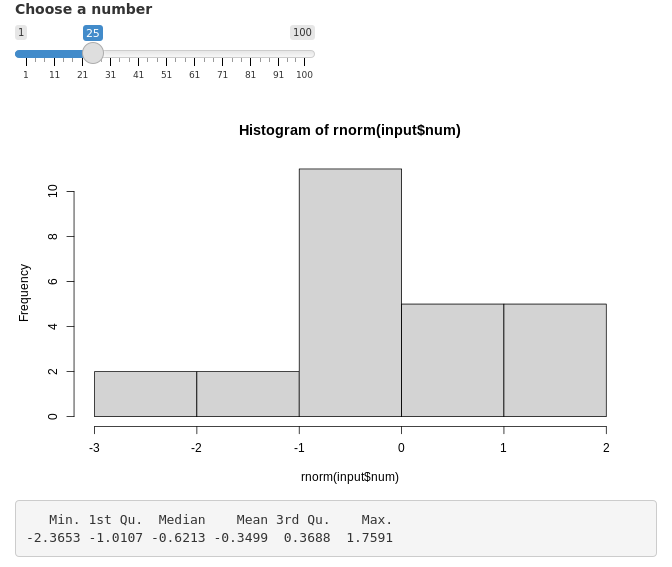 Choose a number
1 25 100
1 11 21 31 41 51 61 71 81 91 100
Histogram of rnorm(input$num)
Frequency
10
8
6
4
2
0
-3 -2 -1 0 1 2
rnorm(input$num)
Min. 1st Qu. Median Mean 3rd Qu. Max.
-2.3653 -1.0107 -0.6213 -0.3499 0.3688 1.7591